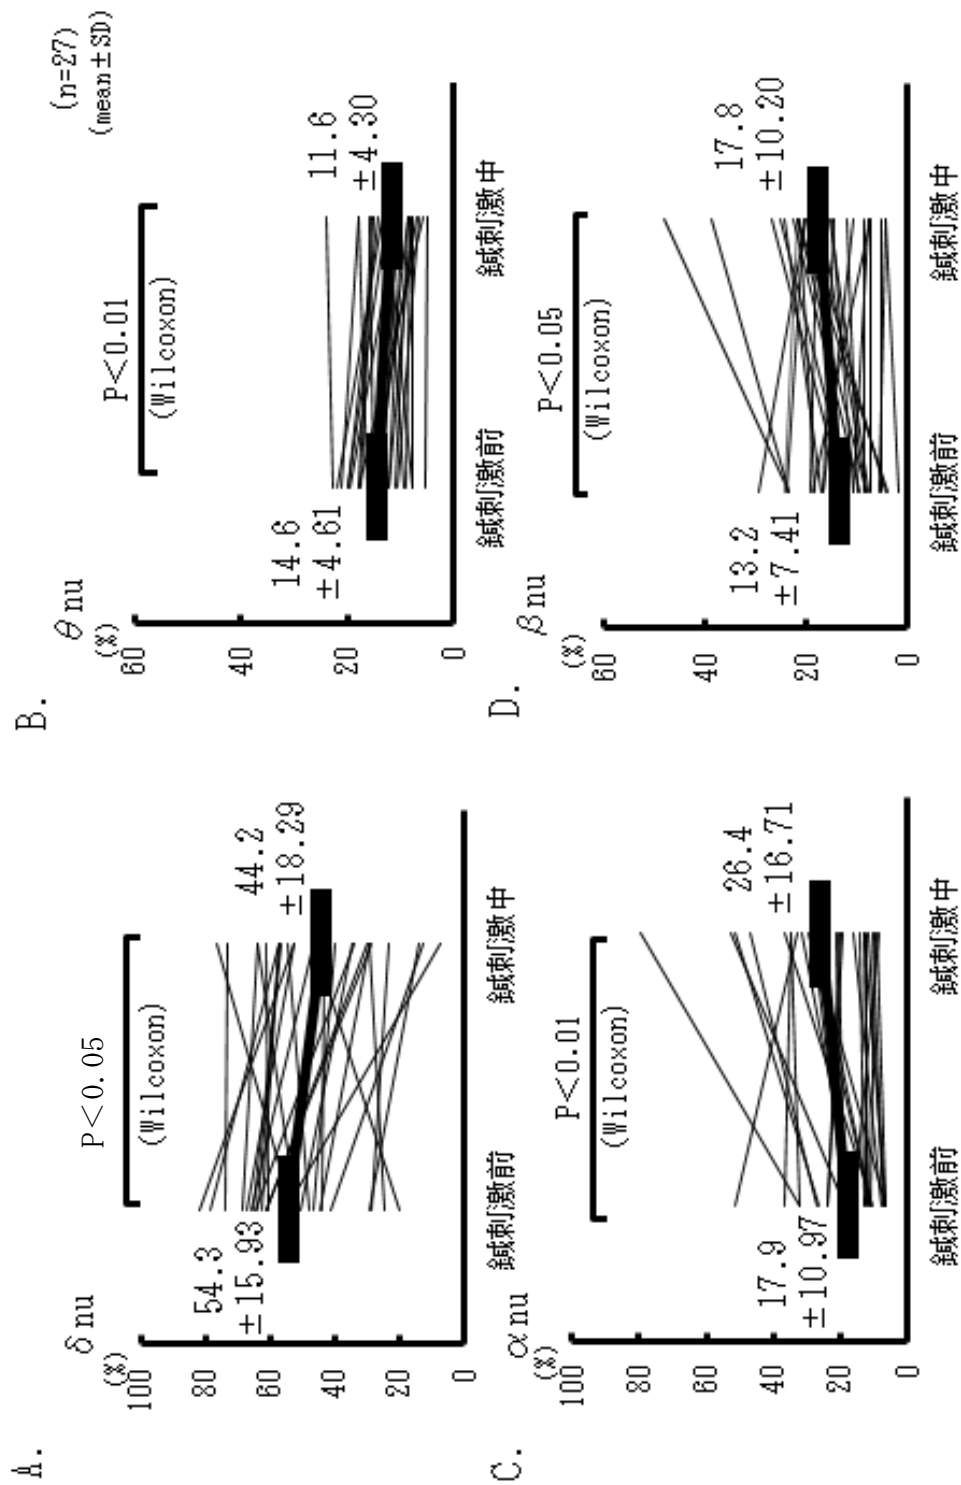 (n=27)
(mean±SD)
A.
δnu
(%)
100
80
60
40
20
0
P<0.05
(Wilcoxon)
54.3
±15.93
44.2
±18.29
鍼刺激前
鍼刺激中
B.
θnu
(%)
60
40
20
0
P<0.01
(Wilcoxon)
14.6
±4.61
11.6
±4.30
鍼刺激前
鍼刺激中
C.
αnu
(%)
100
80
60
40
20
0
P<0.01
(Wilcoxon)
17.9
±10.97
26.4
±16.71
鍼刺激前
鍼刺激中
D.
βnu
(%)
60
40
20
0
P<0.05
(Wilcoxon)
13.2
±7.41
17.8
±10.20
鍼刺激前
鍼刺激中